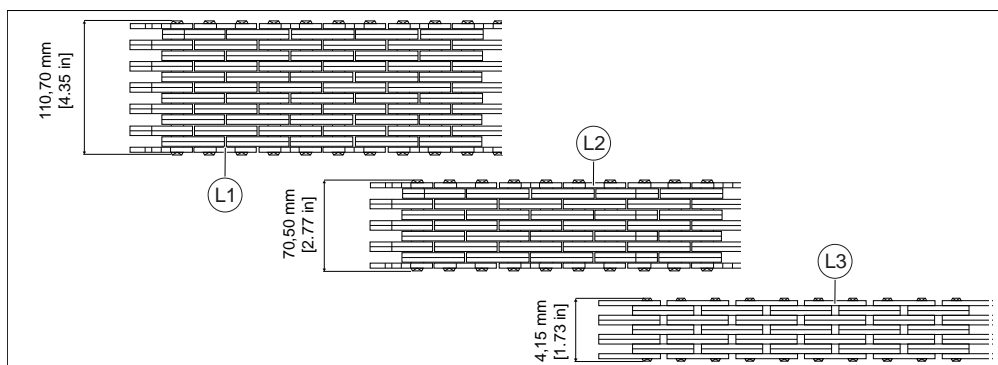 110,70 mm
[4.35 in]
L1
L2
70,50 mm
[2.77 in]
L3
4,15 mm
[1.73 in]